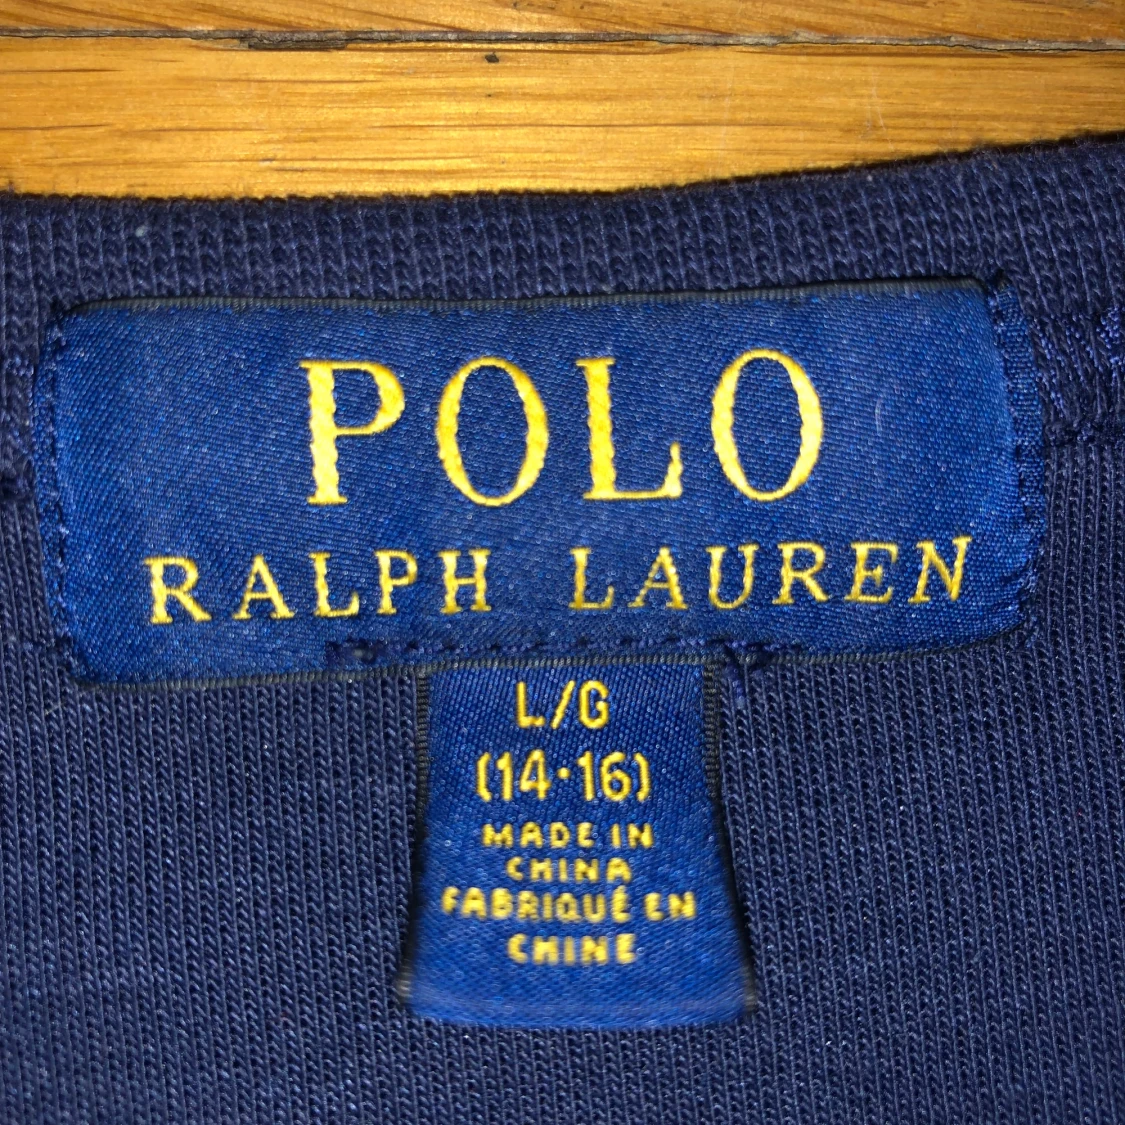 POLO
RALPH LAUREN
L/G
(14·16)
MADE IN
CHINA
FABRIQUÉ EN
CHINE